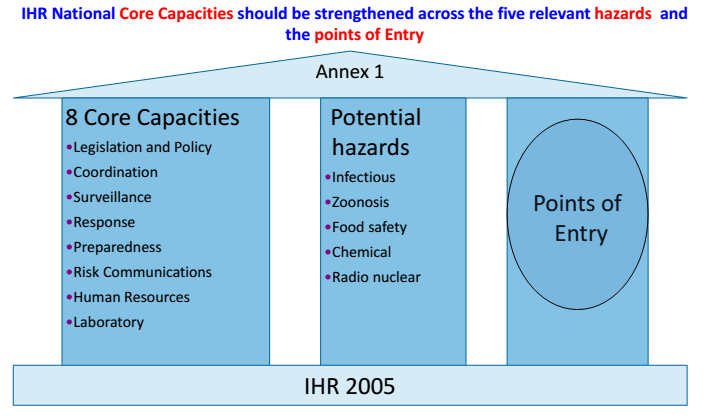 IHR National Core Capacities should be strengthened across the five relevant hazards and
the points of Entry
Annex 1
8 Core Capacities
•Legislation and Policy
•Coordination
•Surveillance
•Response
•Preparedness
•Risk Communications
•Human Resources
•Laboratory
Potential
hazards
•Infectious
•Zoonosis
•Food safety
•Chemical
•Radio nuclear
Points of
Entry
IHR 2005